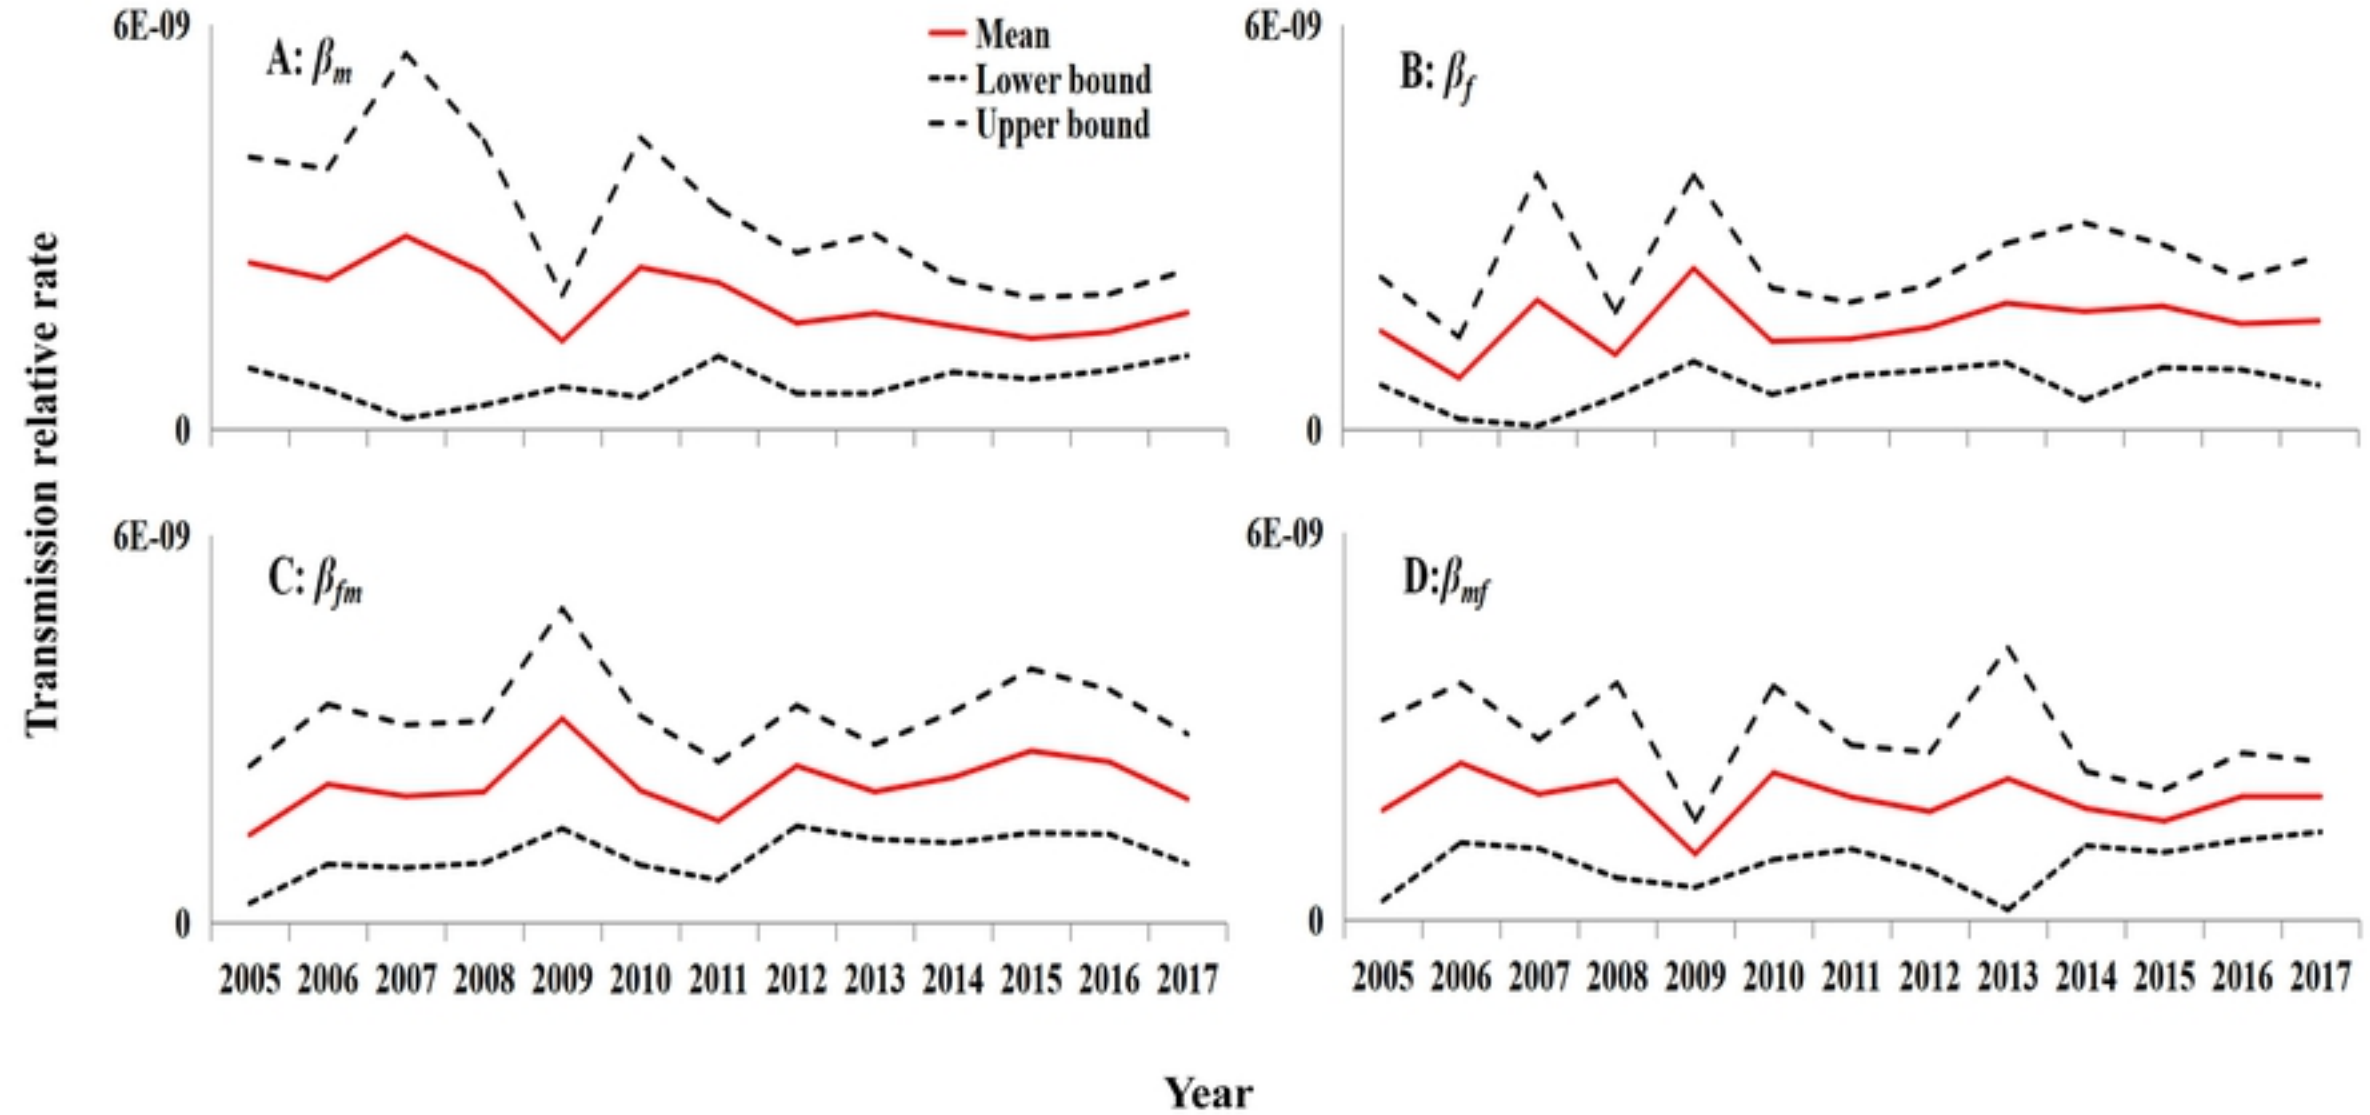 Transmission relative rate
6E-09
A: βm
Mean
Lower bound
Upper bound
0
6E-09
B: βf
0
6E-09
C: βfm
0
2005 2006 2007 2008 2009 2010 2011 2012 2013 2014 2015 2016 2017
6E-09
D:βmf
0
2005 2006 2007 2008 2009 2010 2011 2012 2013 2014 2015 2016 2017
Year